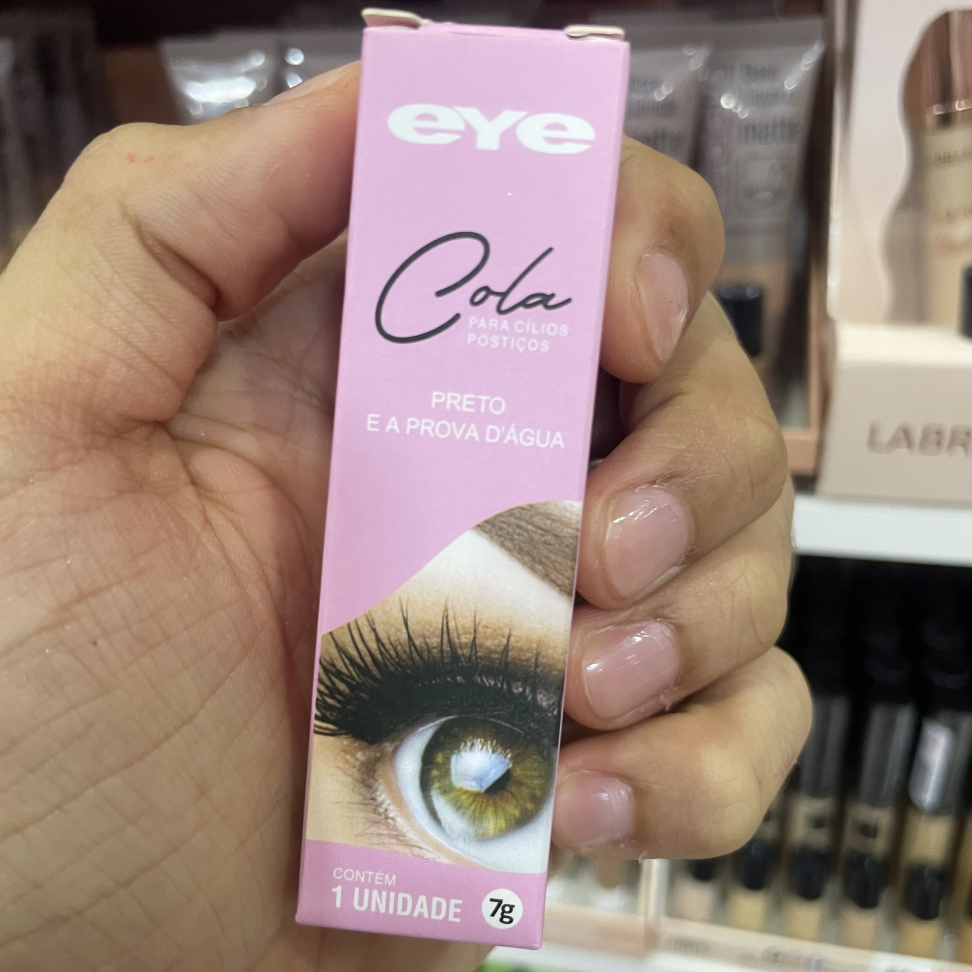 eye
Cola
PARA CÍLIOS
POSTIÇOS
PRETO
E A PROVA D'ÁGUA
CONTÉM
1 UNIDADE
7g
matte
LABR